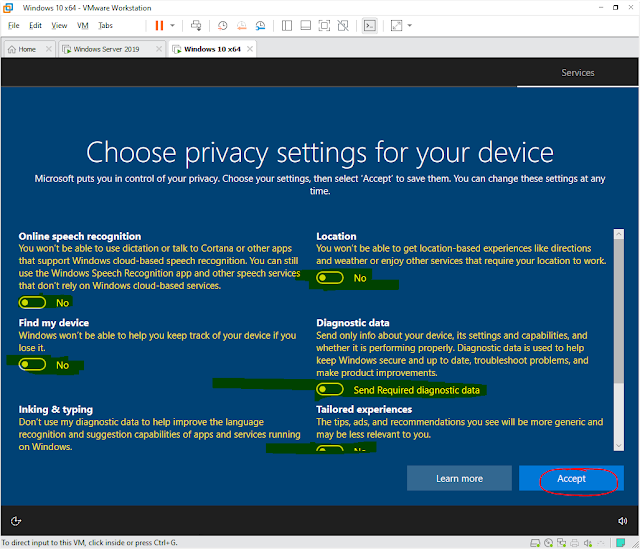 Windows 10 x64 - VMware Workstation
File Edit View VM Tabs
Home Windows Server 2019 Windows 10 x64
Services
Choose privacy settings for your device
Microsoft puts you in control of your privacy. Choose your settings, then select 'Accept' to save them. You can change these settings at any
time.
Online speech recognition
You won't be able to use dictation or talk to Cortana or other apps
that support Windows cloud-based speech recognition. You can still
use the Windows Speech Recognition app and other speech services
that don't rely on Windows cloud-based services.
No
Location
You won't be able to get location-based experiences like directions
and weather or enjoy other services that require your location to work.
No
Find my device
Windows won't be able to help you keep track of your device if you
lose it.
No
Diagnostic data
Send only info about your device, its settings and capabilities, and
whether it is performing properly. Diagnostic data is used to help
keep Windows secure and up to date, troubleshoot problems, and
make product improvements.
Send Required diagnostic data
Inking & typing
Don't use my diagnostic data to help improve the language
recognition and suggestion capabilities of apps and services running
on Windows.
Tailored experiences
The tips, ads, and recommendations you see will be more generic and
may be less relevant to you.
No
Learn more
Accept
To direct input to this VM, click inside or press Ctrl+G.